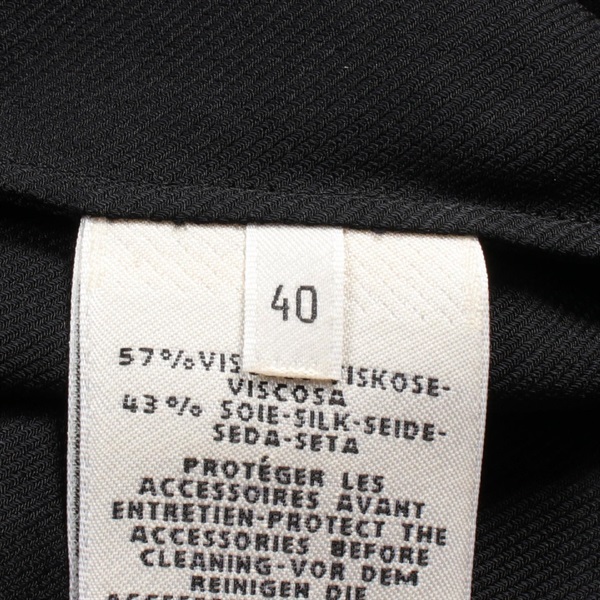 40
57% VIS ISKOSE-
VISCOSA
43% SOIE-SILK-SEIDE-
SEDA-SETA
PROTÉGER LES
ACCESSOIRES AVANT
ENTRETIEN-PROTECT THE
ACCESSORIES BEFORE
CLEANING-VOR DEM
REINIGEN DIE